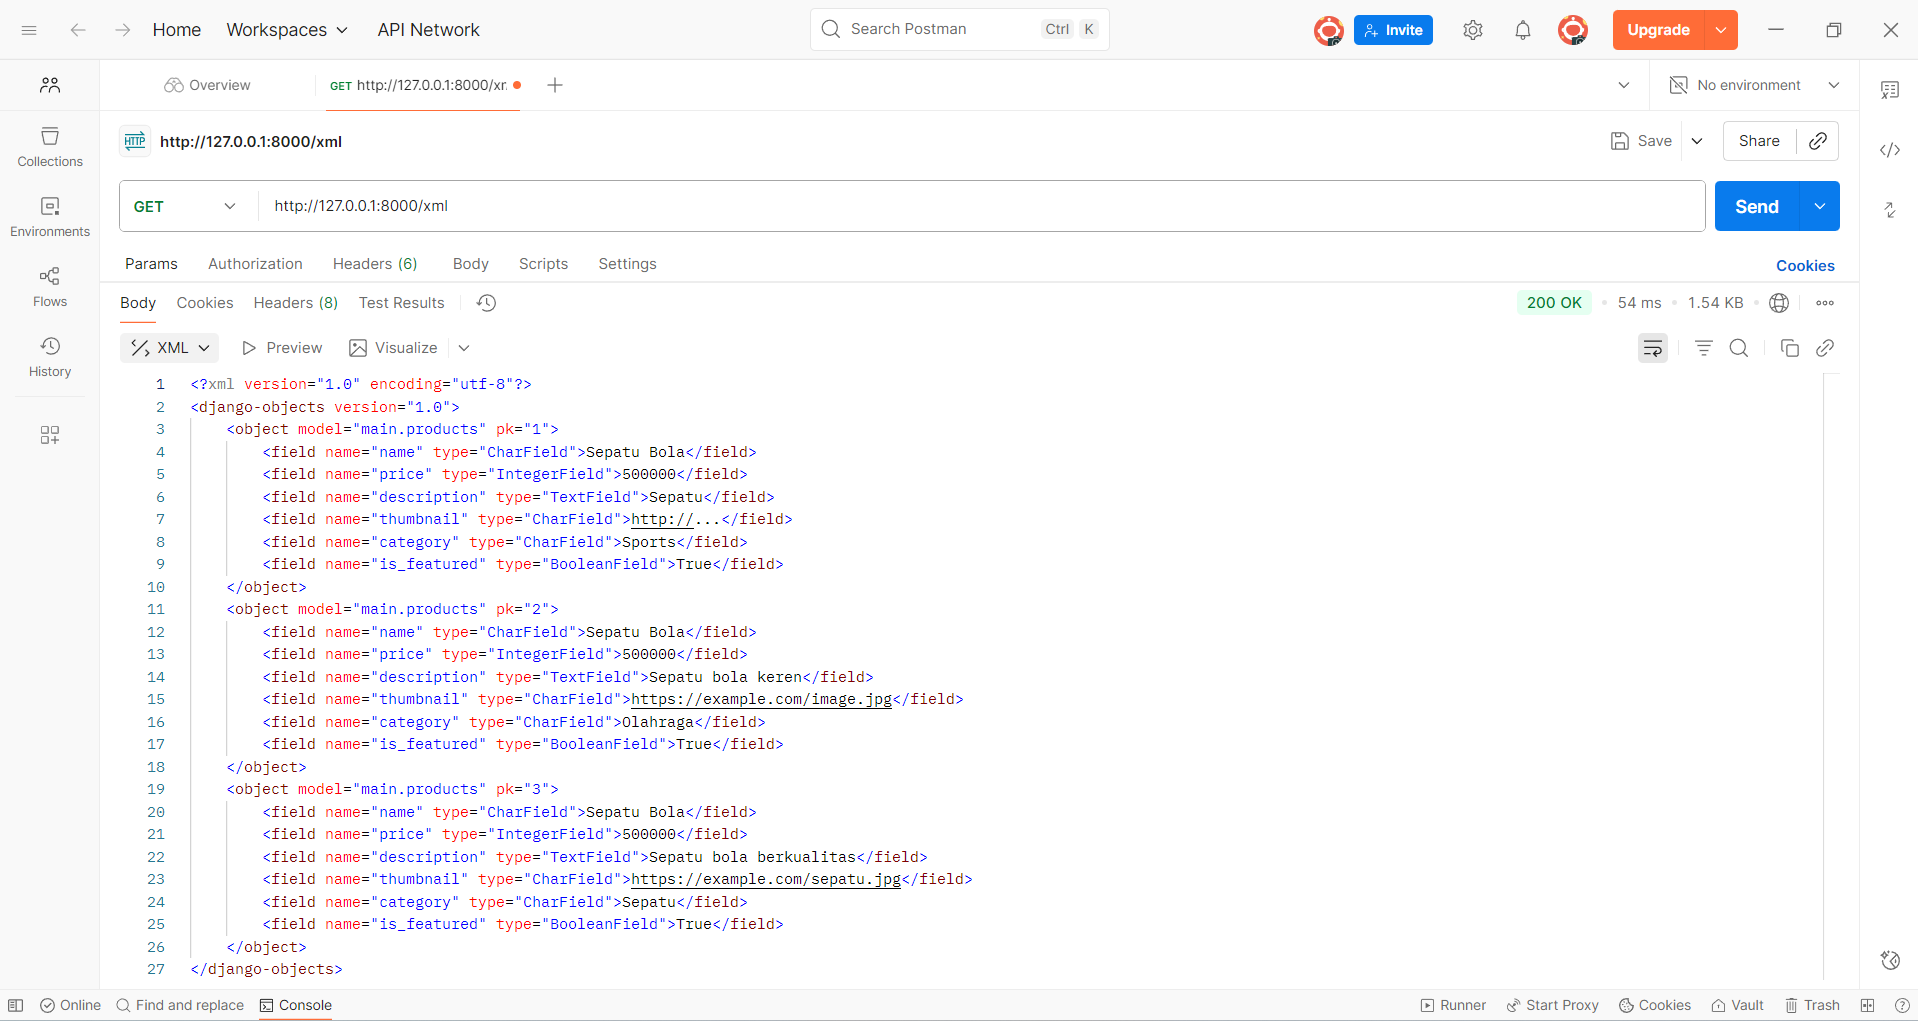 Home Workspaces API Network Search Postman Ctrl K Invite Upgrade
Overview GET http://127.0.0.1:8000/xr No environment
HTTP http://127.0.0.1:8000/xml Save Share
Collections
Environments
Flows
History
GET http://127.0.0.1:8000/xml Send
Params Authorization Headers (6) Body Scripts Settings Cookies
Body Cookies Headers (8) Test Results 200 OK 54 ms 1.54 KB
XML Preview Visualize
1 <?xml version="1.0" encoding="utf-8"?>
2 <django-objects version="1.0">
3 <object model="main.products" pk="1">
4 <field name="name" type="CharField">Sepatu Bola</field>
5 <field name="price" type="IntegerField">500000</field>
6 <field name="description" type="TextField">Sepatu</field>
7 <field name="thumbnail" type="CharField">http://...</field>
8 <field name="category" type="CharField">Sports</field>
9 <field name="is_featured" type="BooleanField">True</field>
10 </object>
11 <object model="main.products" pk="2">
12 <field name="name" type="CharField">Sepatu Bola</field>
13 <field name="price" type="IntegerField">500000</field>
14 <field name="description" type="TextField">Sepatu bola keren</field>
15 <field name="thumbnail" type="CharField">https://example.com/image.jpg</field>
16 <field name="category" type="CharField">Olahraga</field>
17 <field name="is_featured" type="BooleanField">True</field>
18 </object>
19 <object model="main.products" pk="3">
20 <field name="name" type="CharField">Sepatu Bola</field>
21 <field name="price" type="IntegerField">500000</field>
22 <field name="description" type="TextField">Sepatu bola berkualitas</field>
23 <field name="thumbnail" type="CharField">https://example.com/sepatu.jpg</field>
24 <field name="category" type="CharField">Sepatu</field>
25 <field name="is_featured" type="BooleanField">True</field>
26 </object>
27 </django-objects>
Online Find and replace Console Runner Start Proxy Cookies Vault Trash